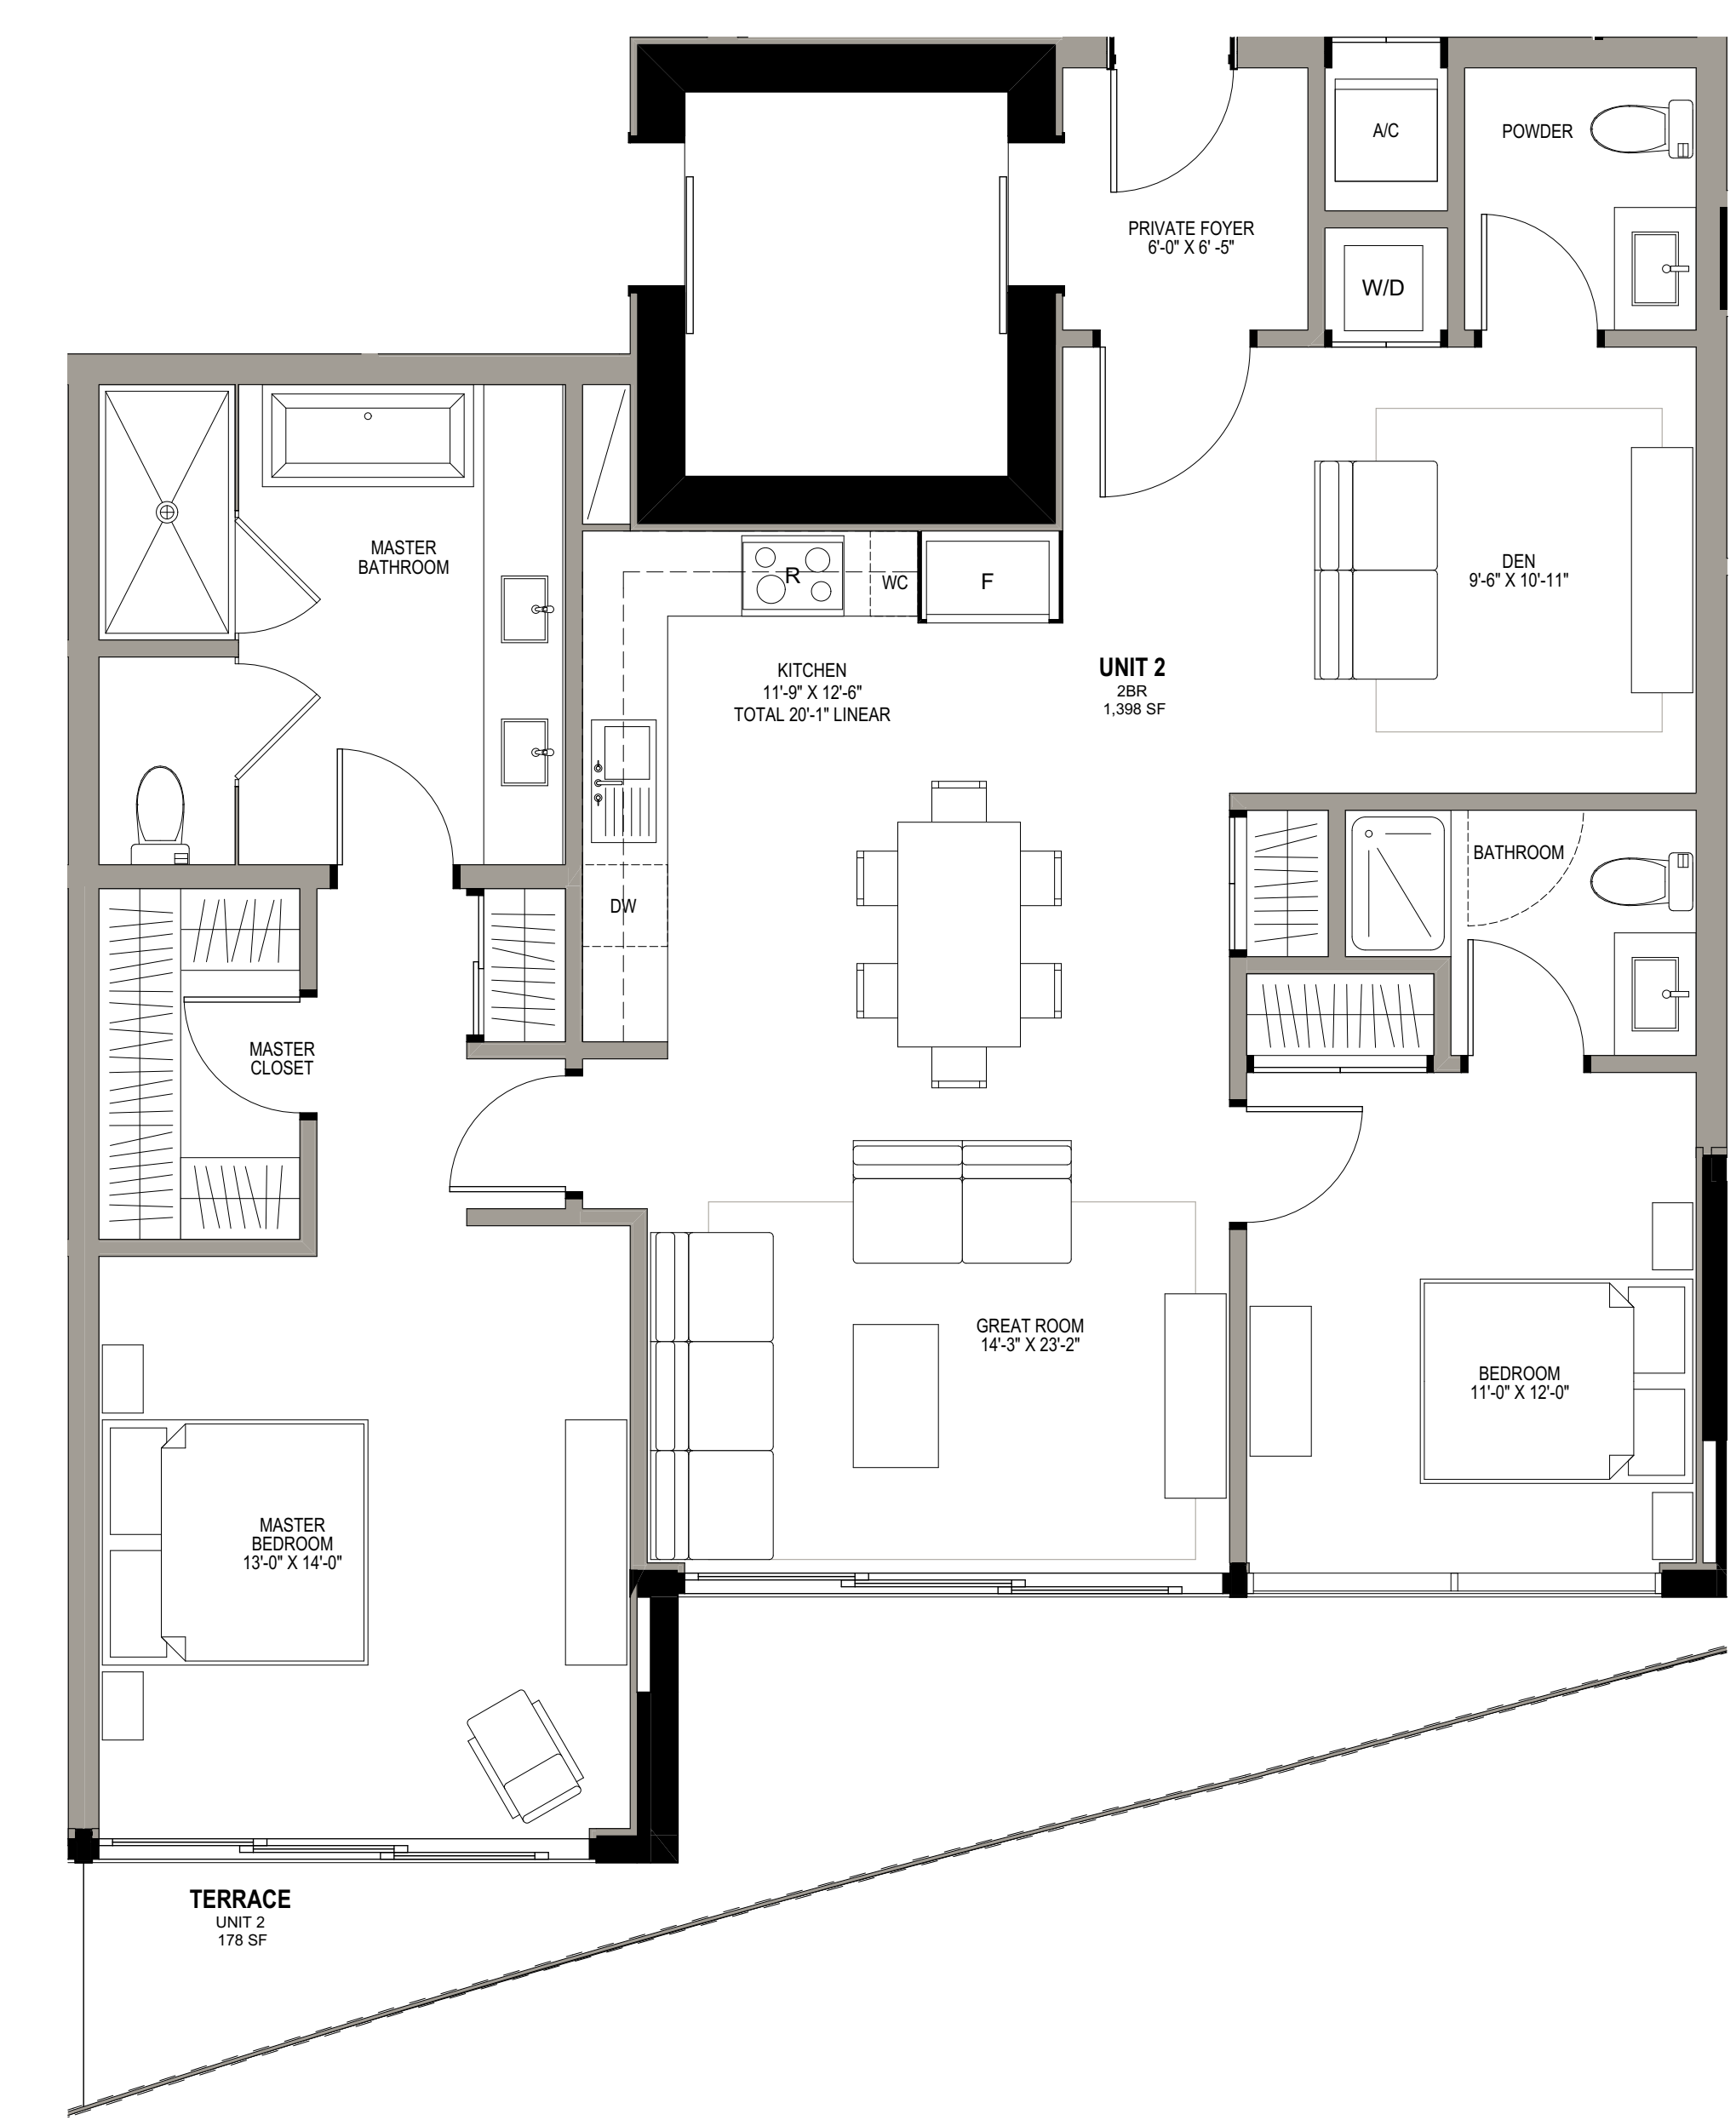 A/C
POWDER
PRIVATE FOYER
6'-0" X 6' -5"
W/D
MASTER
BATHROOM
R
WC
F
DEN
9'-6" X 10'-11"
KITCHEN
11'-9" X 12'-6"
TOTAL 20'-1" LINEAR
UNIT 2
2BR
1,398 SF
BATHROOM
DW
MASTER
CLOSET
GREAT ROOM
14'-3" X 23'-2"
BEDROOM
11'-0" X 12'-0"
MASTER
BEDROOM
13'-0" X 14'-0"
TERRACE
UNIT 2
178 SF